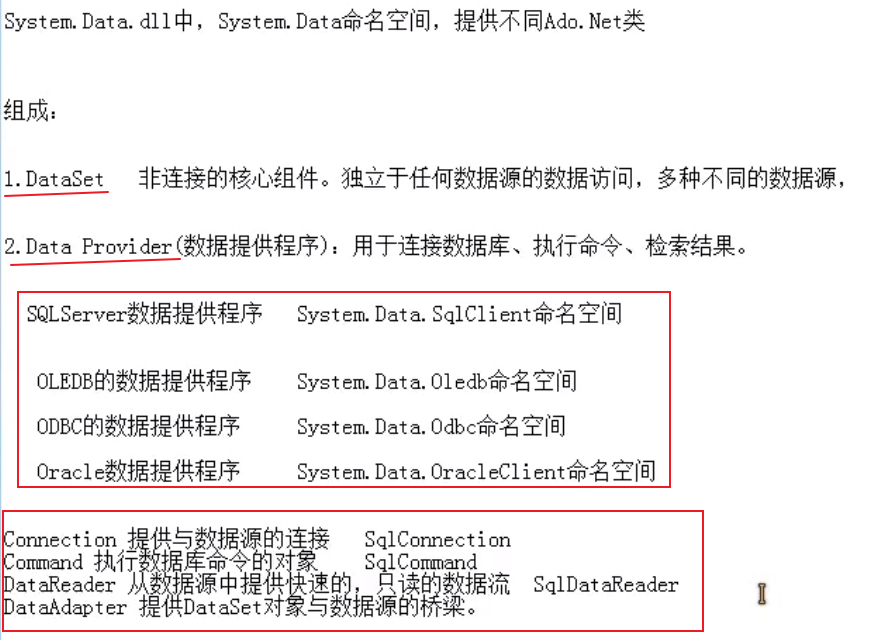 System.Data.dll中，System.Data命名空间，提供不同Ado.Net类
组成：
1.DataSet 非连接的核心组件。独立于任何数据源的数据访问，多种不同的数据源，
2.Data Provider(数据提供程序)：用于连接数据库、执行命令、检索结果。
SQLServer数据提供程序 System.Data.SqlClient命名空间
OLEDB的数据提供程序 System.Data.Oledb命名空间
ODBC的数据提供程序 System.Data.Odbc命名空间
Oracle数据提供程序 System.Data.OracleClient命名空间
Connection 提供与数据源的连接 SqlConnection
Command 执行数据库命令的对象 SqlCommand
DataReader 从数据源中提供快速的，只读的数据流 SqlDataReader
DataAdapter 提供DataSet对象与数据源的桥梁。